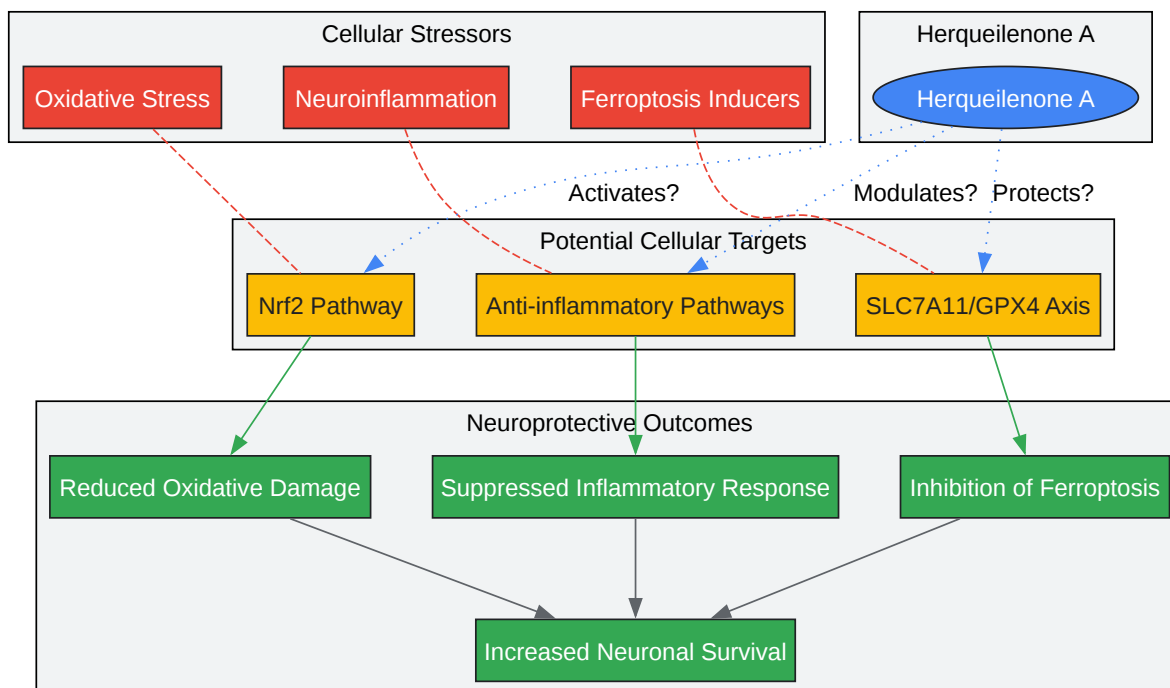 Cellular Stressors
Herqueilenone A
Oxidative Stress
Neuroinflammation
Ferroptosis Inducers
Herqueilenone A
Activates?
Modulates?
Protects?
Potential Cellular Targets
Nrf2 Pathway
Anti-inflammatory Pathways
SLC7A11/GPX4 Axis
Neuroprotective Outcomes
Reduced Oxidative Damage
Suppressed Inflammatory Response
Inhibition of Ferroptosis
Increased Neuronal Survival